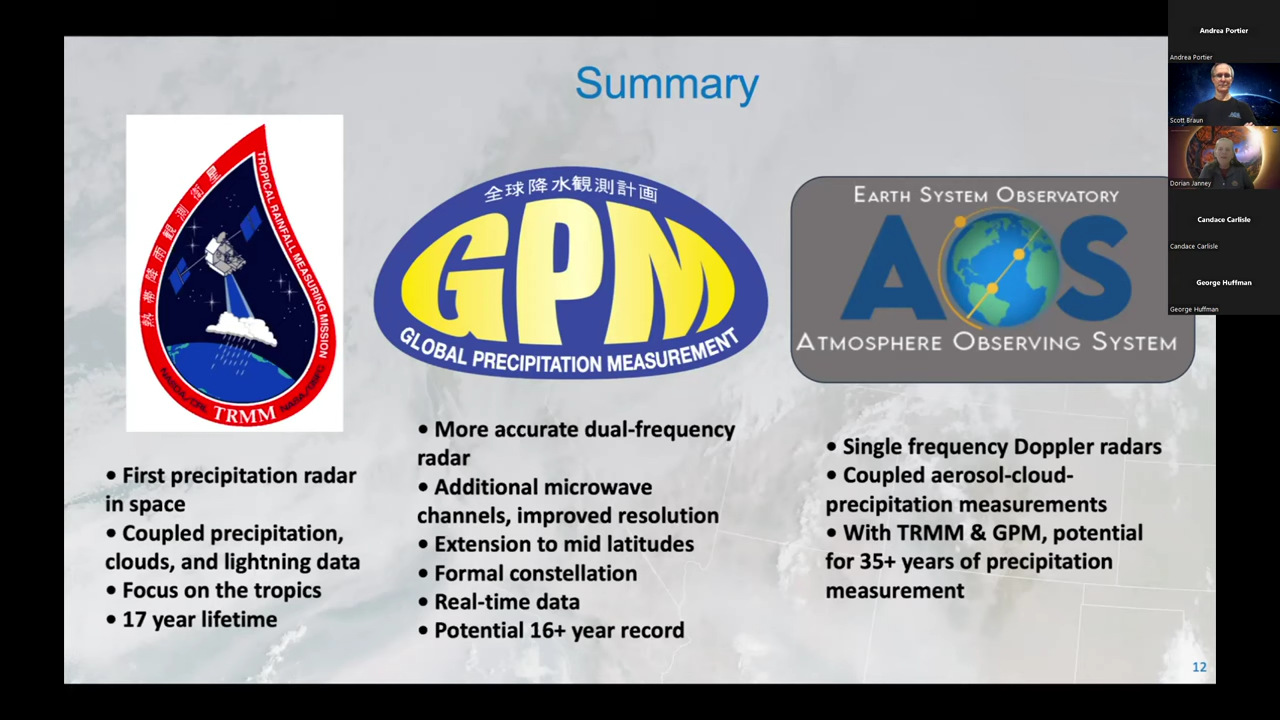 Summary
熱帯降雨観測衛星
TROPICAL RAINFALL MEASURING MISSION
TRMM
全球降水観測計画
GPM
GLOBAL PRECIPITATION MEASUREMENT
EARTH SYSTEM OBSERVATORY
AOS
ATMOSPHERE OBSERVING SYSTEM
• First precipitation radar
in space
• Coupled precipitation,
clouds, and lightning data
• Focus on the tropics
• 17 year lifetime
• More accurate dual-frequency
radar
• Additional microwave
channels, improved resolution
• Extension to mid latitudes
• Formal constellation
• Real-time data
• Potential 16+ year record
• Single frequency Doppler radars
• Coupled aerosol-cloud-
precipitation measurements
• With TRMM & GPM, potential
for 35+ years of precipitation
measurement
12
Andrea Portier
Andrea Portier
Scott Braun
Dorian Janney
Candace Carlisle
Candace Carlisle
George Huffman
George Huffman